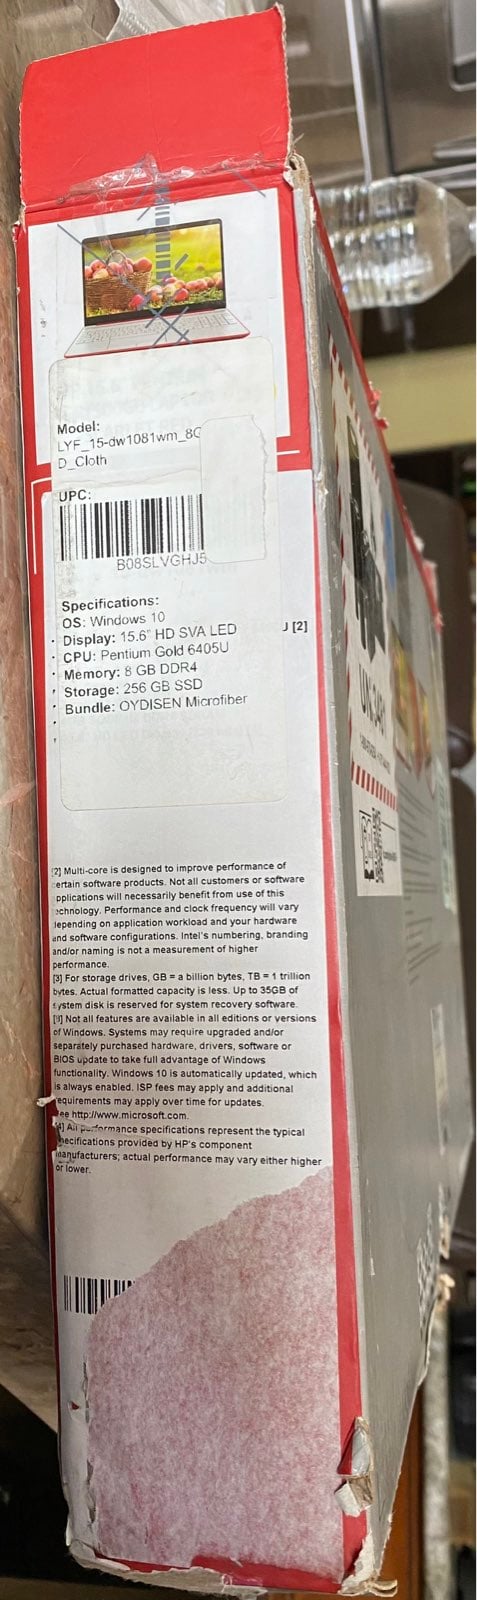 Model:
LYF_15-dw1081wm_8G
D_Cloth
UPC:
B08SLVGHJ5
Specifications:
OS: Windows 10
· Display: 15.6" HD SVA LED
J [2]
· CPU: Pentium Gold 6405U
· Memory: 8 GB DDR4
· Storage: 256 GB SSD
· Bundle: OYDISEN Microfiber
[2] Multi-core is designed to improve performance of
certain software products. Not all customers or software
applications will necessarily benefit from use of this
technology. Performance and clock frequency will vary
depending on application workload and your hardware
and software configurations. Intel's numbering, branding
and/or naming is not a measurement of higher
performance.
[3] For storage drives, GB = a billion bytes, TB = 1 trillion
bytes. Actual formatted capacity is less. Up to 35GB of
system disk is reserved for system recovery software.
Not all features are available in all editions or versions
of Windows. Systems may require upgraded and/or
separately purchased hardware, drivers, software or
BIOS update to take full advantage of Windows
functionality. Windows 10 is automatically updated, which
is always enabled. ISP fees may apply and additional
requirements may apply over time for updates.
See http://www.microsoft.com.
[4] All performance specifications represent the typical
specifications provided by HP's component
manufacturers; actual performance may vary either higher
or lower.
UN3481